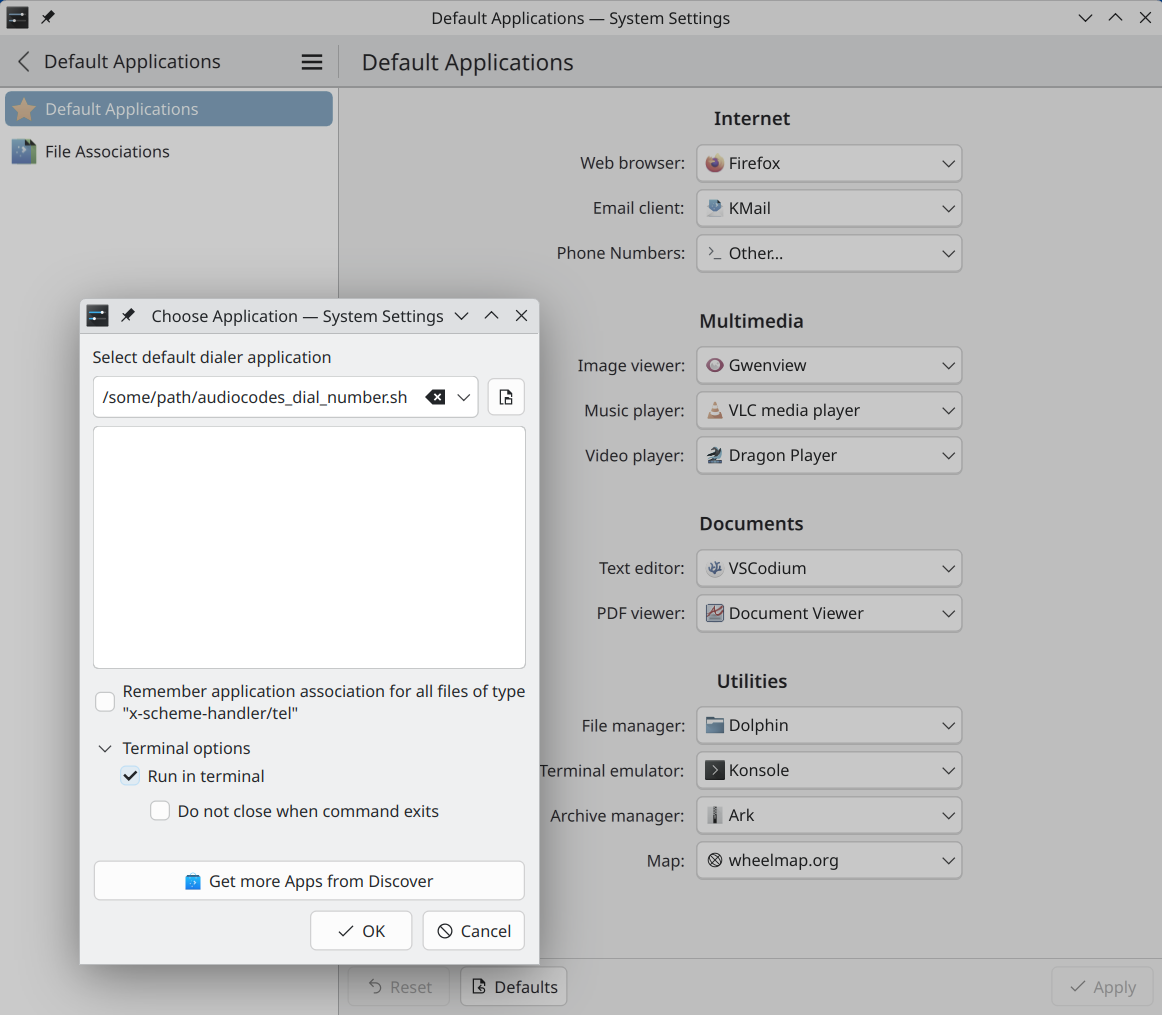 Default Applications — System Settings
Default Applications
Default Applications
Default Applications
File Associations
Internet
Web browser: Firefox
Email client: KMail
Phone Numbers: Other...
Multimedia
Image viewer: Gwenview
Music player: VLC media player
Video player: Dragon Player
Documents
Text editor: VSCodium
PDF viewer: Document Viewer
Utilities
File manager: Dolphin
Terminal emulator: Konsole
Archive manager: Ark
Map: wheelmap.org
Choose Application — System Settings
Select default dialer application
/some/path/audiocodes_dial_number.sh
Remember application association for all files of type
"x-scheme-handler/tel"
Terminal options
Run in terminal
Do not close when command exits
Get more Apps from Discover
OK Cancel
Reset Defaults Apply